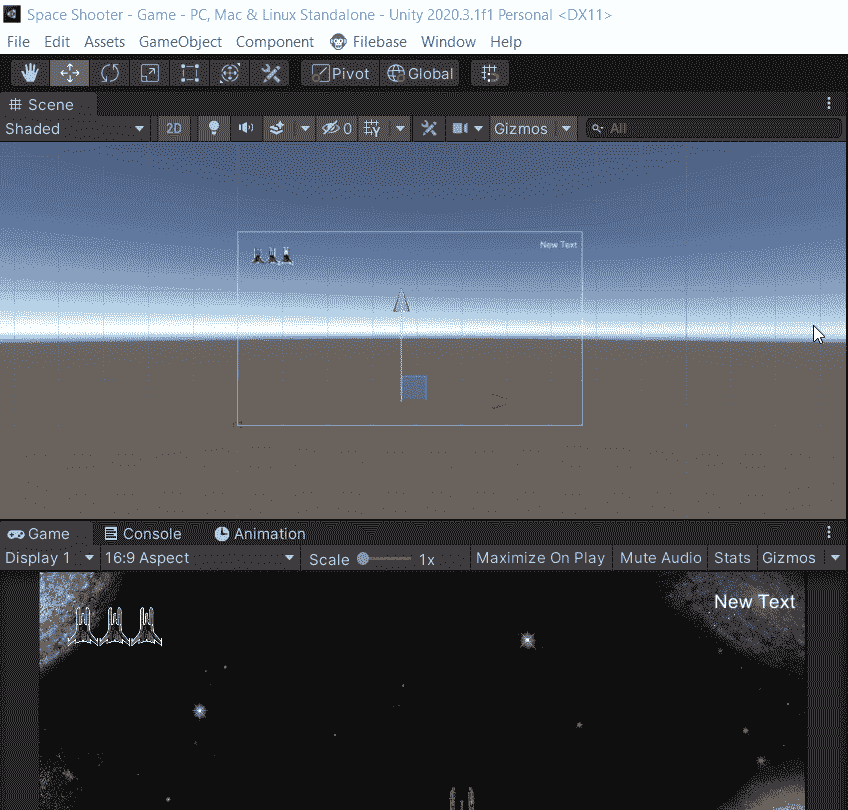 Space Shooter - Game - PC, Mac & Linux Standalone - Unity 2020.3.1f1 Personal <DX11>
File Edit Assets GameObject Component Filebase Window Help
Pivot Global
Scene
Shaded 2D 0 Gizmos All
New Text
Game Console Animation
Display 1 16:9 Aspect Scale 1x Maximize On Play Mute Audio Stats Gizmos
New Text